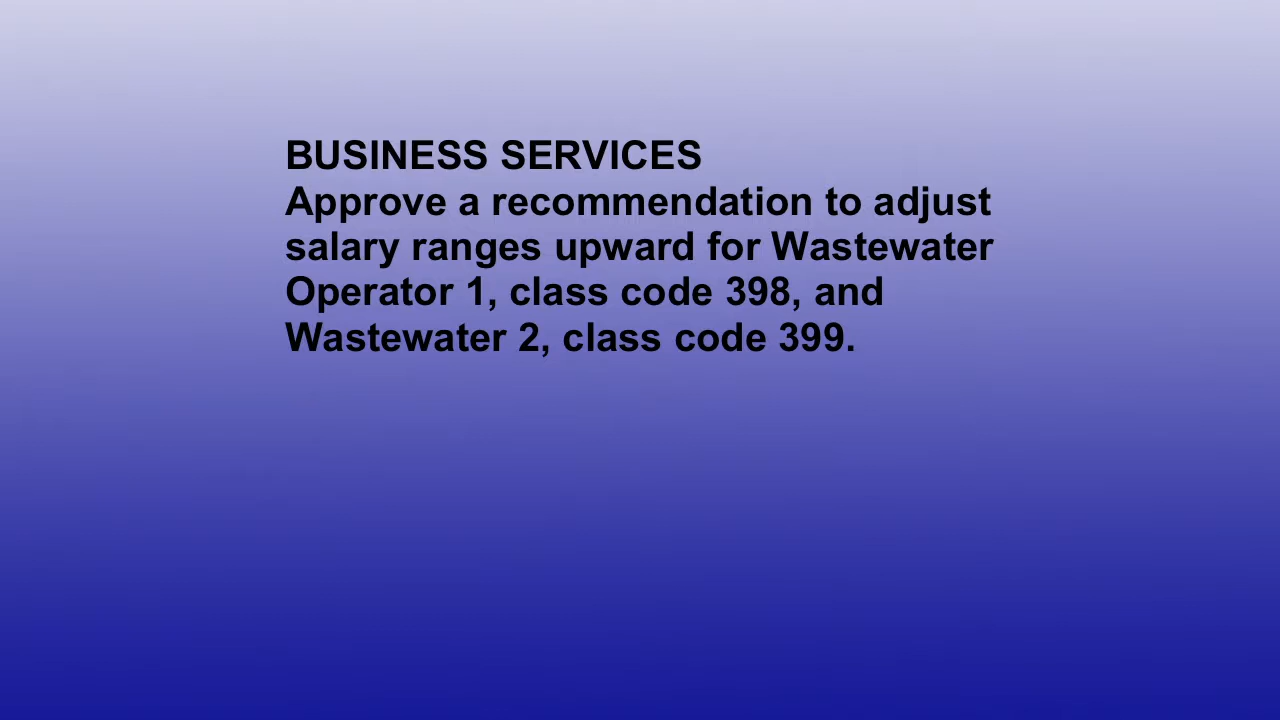 BUSINESS SERVICES
Approve a recommendation to adjust
salary ranges upward for Wastewater
Operator 1, class code 398, and
Wastewater 2, class code 399.